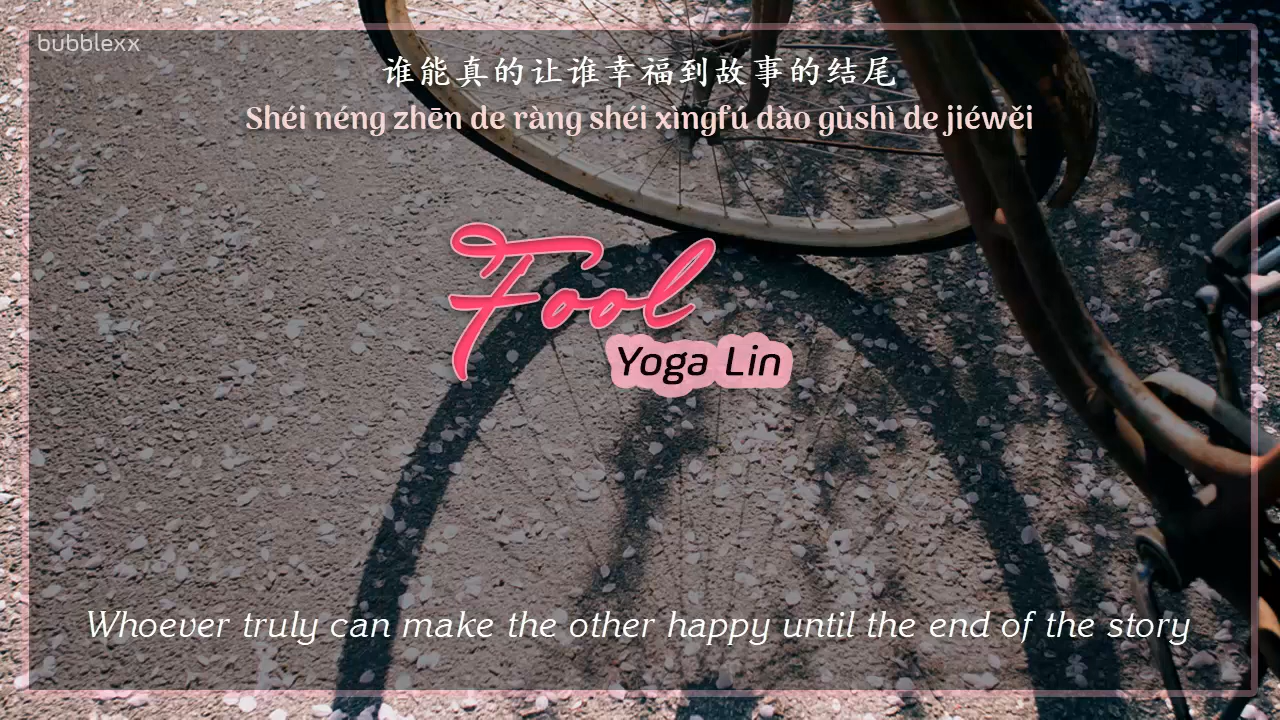 bubblexx
谁能真的让谁幸福到故事的结尾
Shéi néng zhēn de ràng shéi xìngfú dào gùshì de jiéwěi
Fool
Yoga Lin
Whoever truly can make the other happy until the end of the story